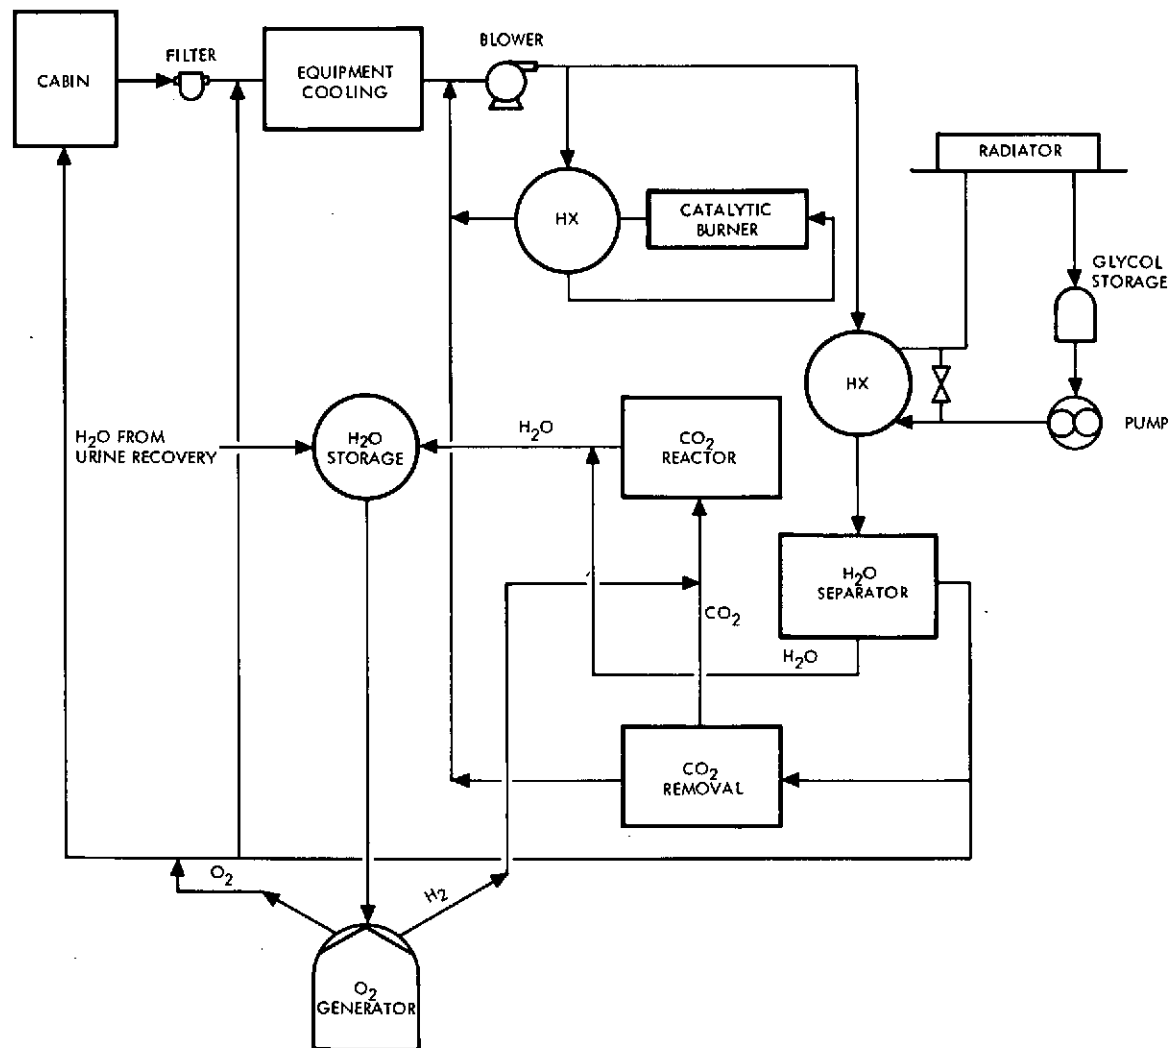 CABIN
FILTER
EQUIPMENT
COOLING
BLOWER
RADIATOR
HX
CATALYTIC
BURNER
GLYCOL
STORAGE
HX
PUMP
H₂O FROM
URINE RECOVERY
H₂O
STORAGE
H₂O
CO₂
REACTOR
H₂O
SEPARATOR
CO₂
H₂O
CO₂
REMOVAL
O₂
H₂
O₂
GENERATOR